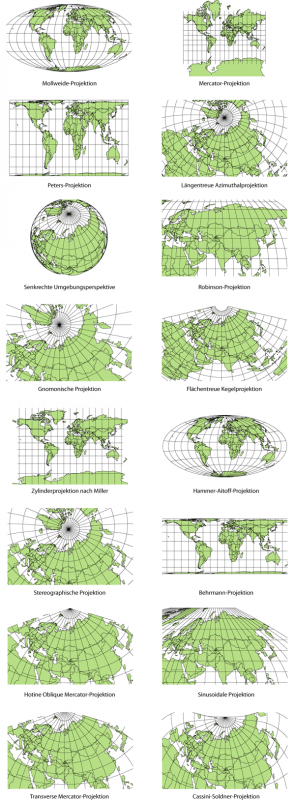 Mollweide-Projektion
Mercator-Projektion
Peters-Projektion
Längentreue Azimuthalprojektion
Senkrechte Umgebungsperspektive
Robinson-Projektion
Gnomonische Projektion
Flächentreue Kegelprojektion
Zylinderprojektion nach Miller
Hammer-Aitoff-Projektion
Stereographische Projektion
Behrmann-Projektion
Hotine Oblique Mercator-Projektion
Sinusoidale Projektion
Transverse Mercator-Projektion
Cassini-Soldner-Projektion